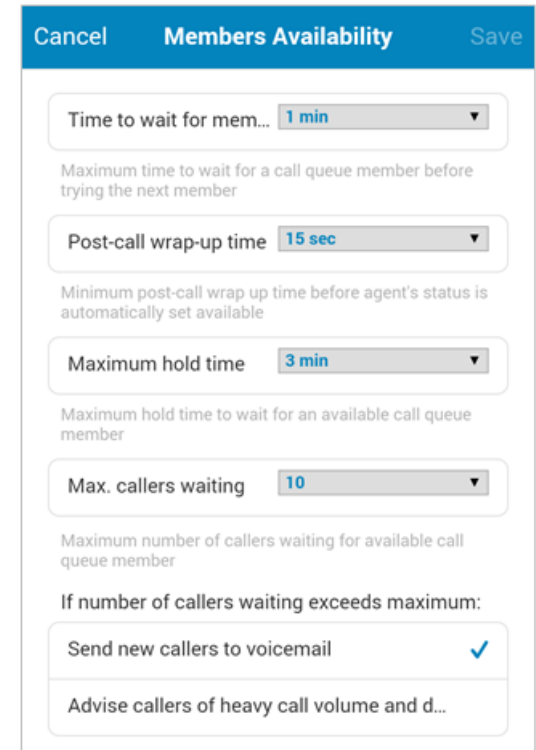 Cancel Members Availability Save
Time to wait for mem... 1 min
Maximum time to wait for a call queue member before
trying the next member
Post-call wrap-up time 15 sec
Minimum post-call wrap up time before agent's status is
automatically set available
Maximum hold time 3 min
Maximum hold time to wait for an available call queue
member
Max. callers waiting 10
Maximum number of callers waiting for available call
queue member
If number of callers waiting exceeds maximum:
Send new callers to voicemail
Advise callers of heavy call volume and d...